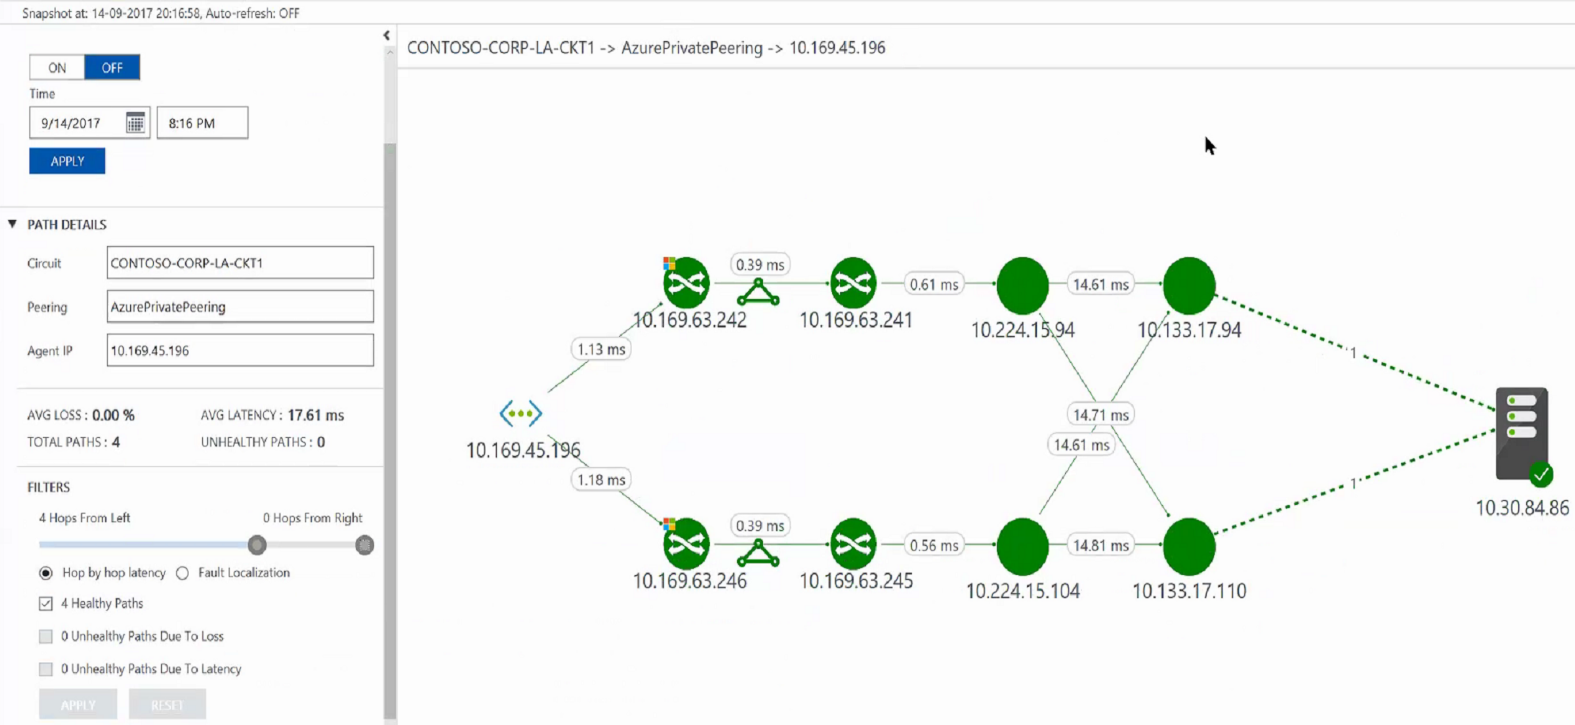 Snapshot at: 14-09-2017 20:16:58, Auto-refresh: OFF
ON OFF
Time
9/14/2017 8:16 PM
APPLY
PATH DETAILS
Circuit CONTOSO-CORP-LA-CKT1
Peering AzurePrivatePeering
Agent IP 10.169.45.196
AVG LOSS : 0.00 % AVG LATENCY : 17.61 ms
TOTAL PATHS : 4 UNHEALTHY PATHS : 0
FILTERS
4 Hops From Left 0 Hops From Right
Hop by hop latency Fault Localization
4 Healthy Paths
0 Unhealthy Paths Due To Loss
0 Unhealthy Paths Due To Latency
APPLY RESET
CONTOSO-CORP-LA-CKT1 -> AzurePrivatePeering -> 10.169.45.196
0.39 ms 0.61 ms 14.61 ms
10.169.63.242 10.169.63.241 10.224.15.94 10.133.17.94
1.13 ms 1
14.71 ms
14.61 ms
10.169.45.196
1.18 ms 1
10.30.84.86
0.39 ms 0.56 ms 14.81 ms
10.169.63.246 10.169.63.245 10.224.15.104 10.133.17.110